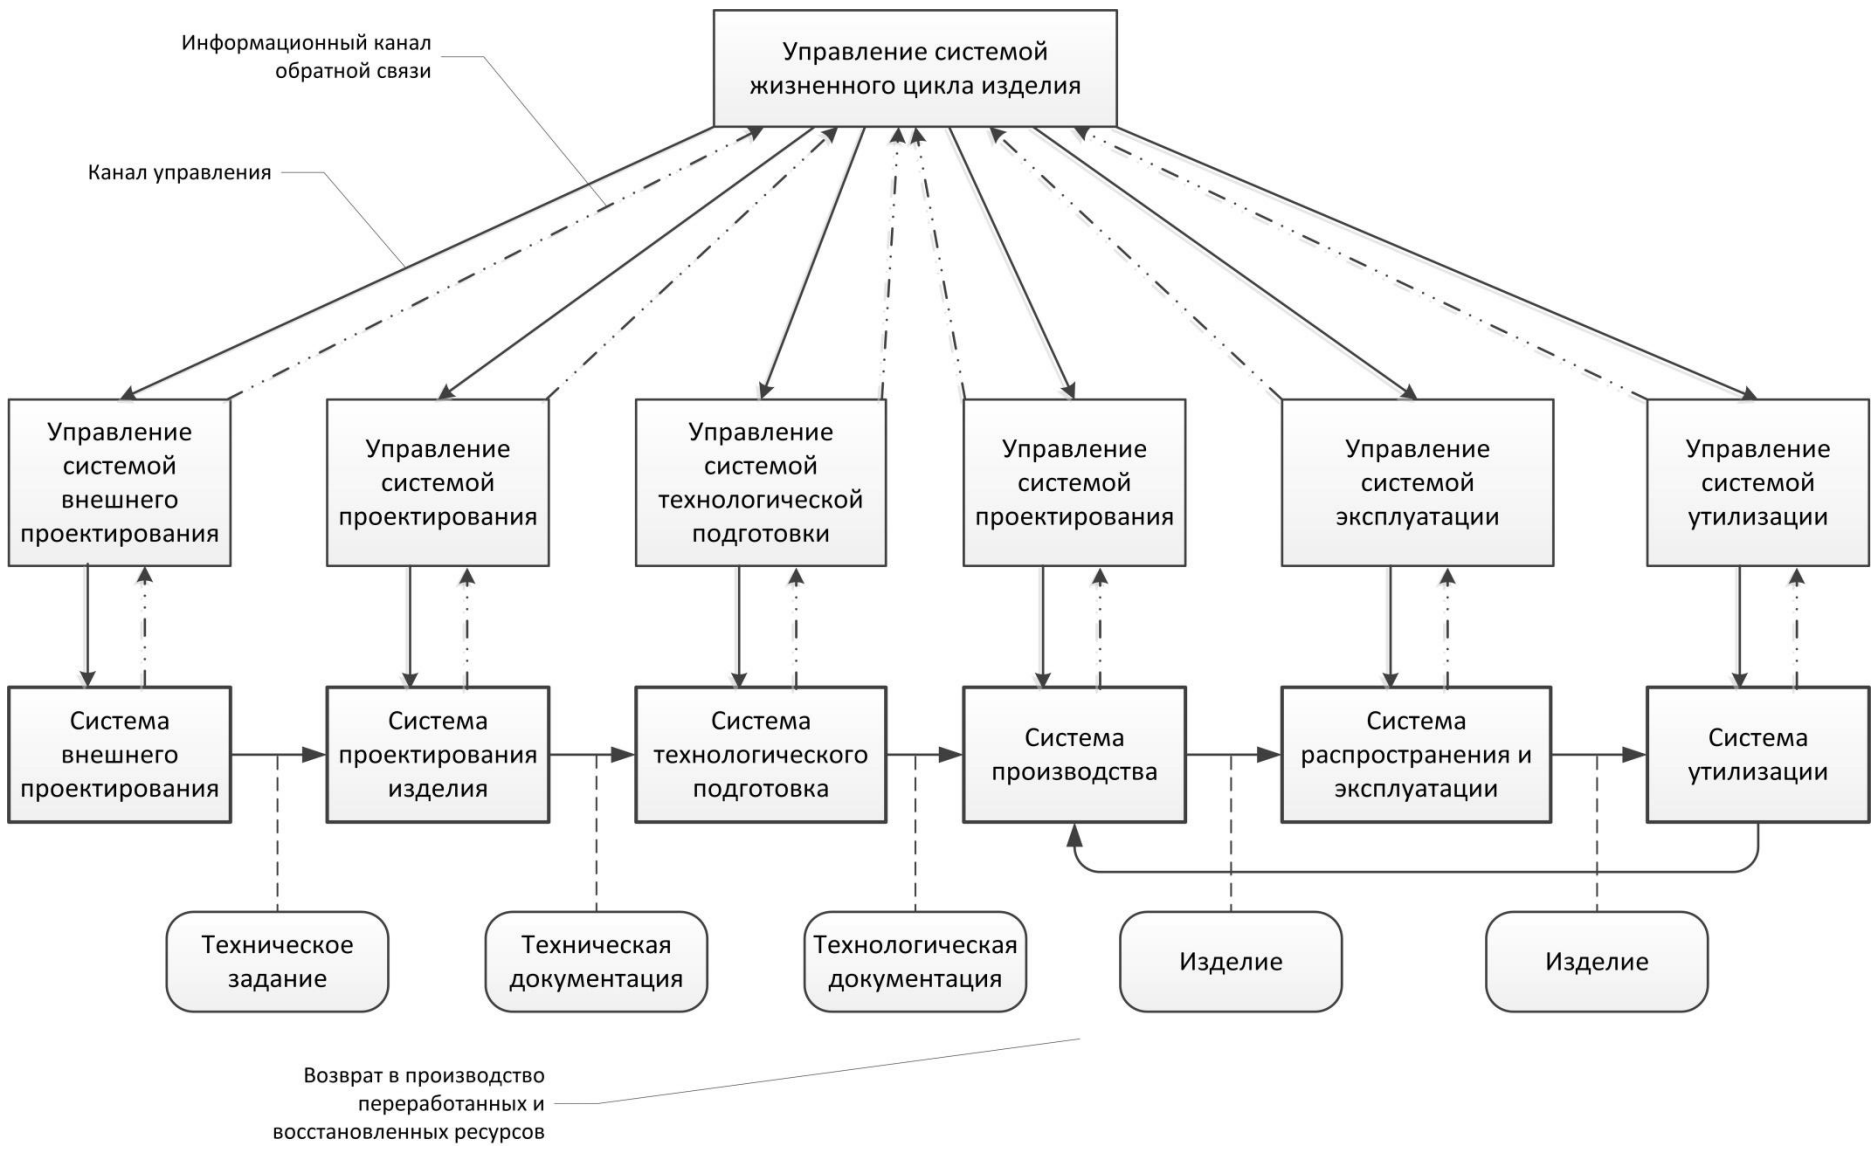 Информационный канал
обратной связи
Управление системой
жизненного цикла изделия
Канал управления
Управление
системой
внешнего
проектирования
Управление
системой
проектирования
Управление
системой
технологической
подготовки
Управление
системой
проектирования
Управление
системой
эксплуатации
Управление
системой
утилизации
Система
внешнего
проектирования
Система
проектирования
изделия
Система
технологического
подготовка
Система
производства
Система
распространения и
эксплуатации
Система
утилизации
Техническое
задание
Техническая
документация
Технологическая
документация
Изделие
Изделие
Возврат в производство
переработанных и
восстановленных ресурсов